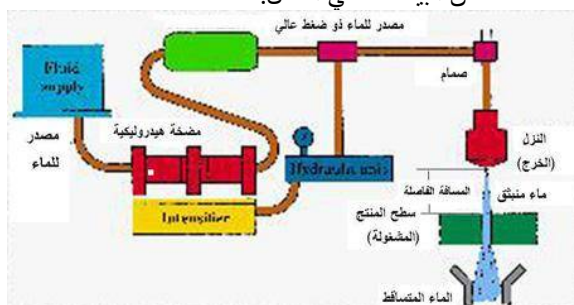 مصدر للماء ذو ضغط عالي
Fluid
supply
صمام
مضخة هيدروليكية
مصدر
للماء
النزل
(الخرج)
Hydraulic unit
المسافة الفاصلة
ماء منبثق
Intensifier
سطح المنتج
(المشغولة)
الماء المتساقط